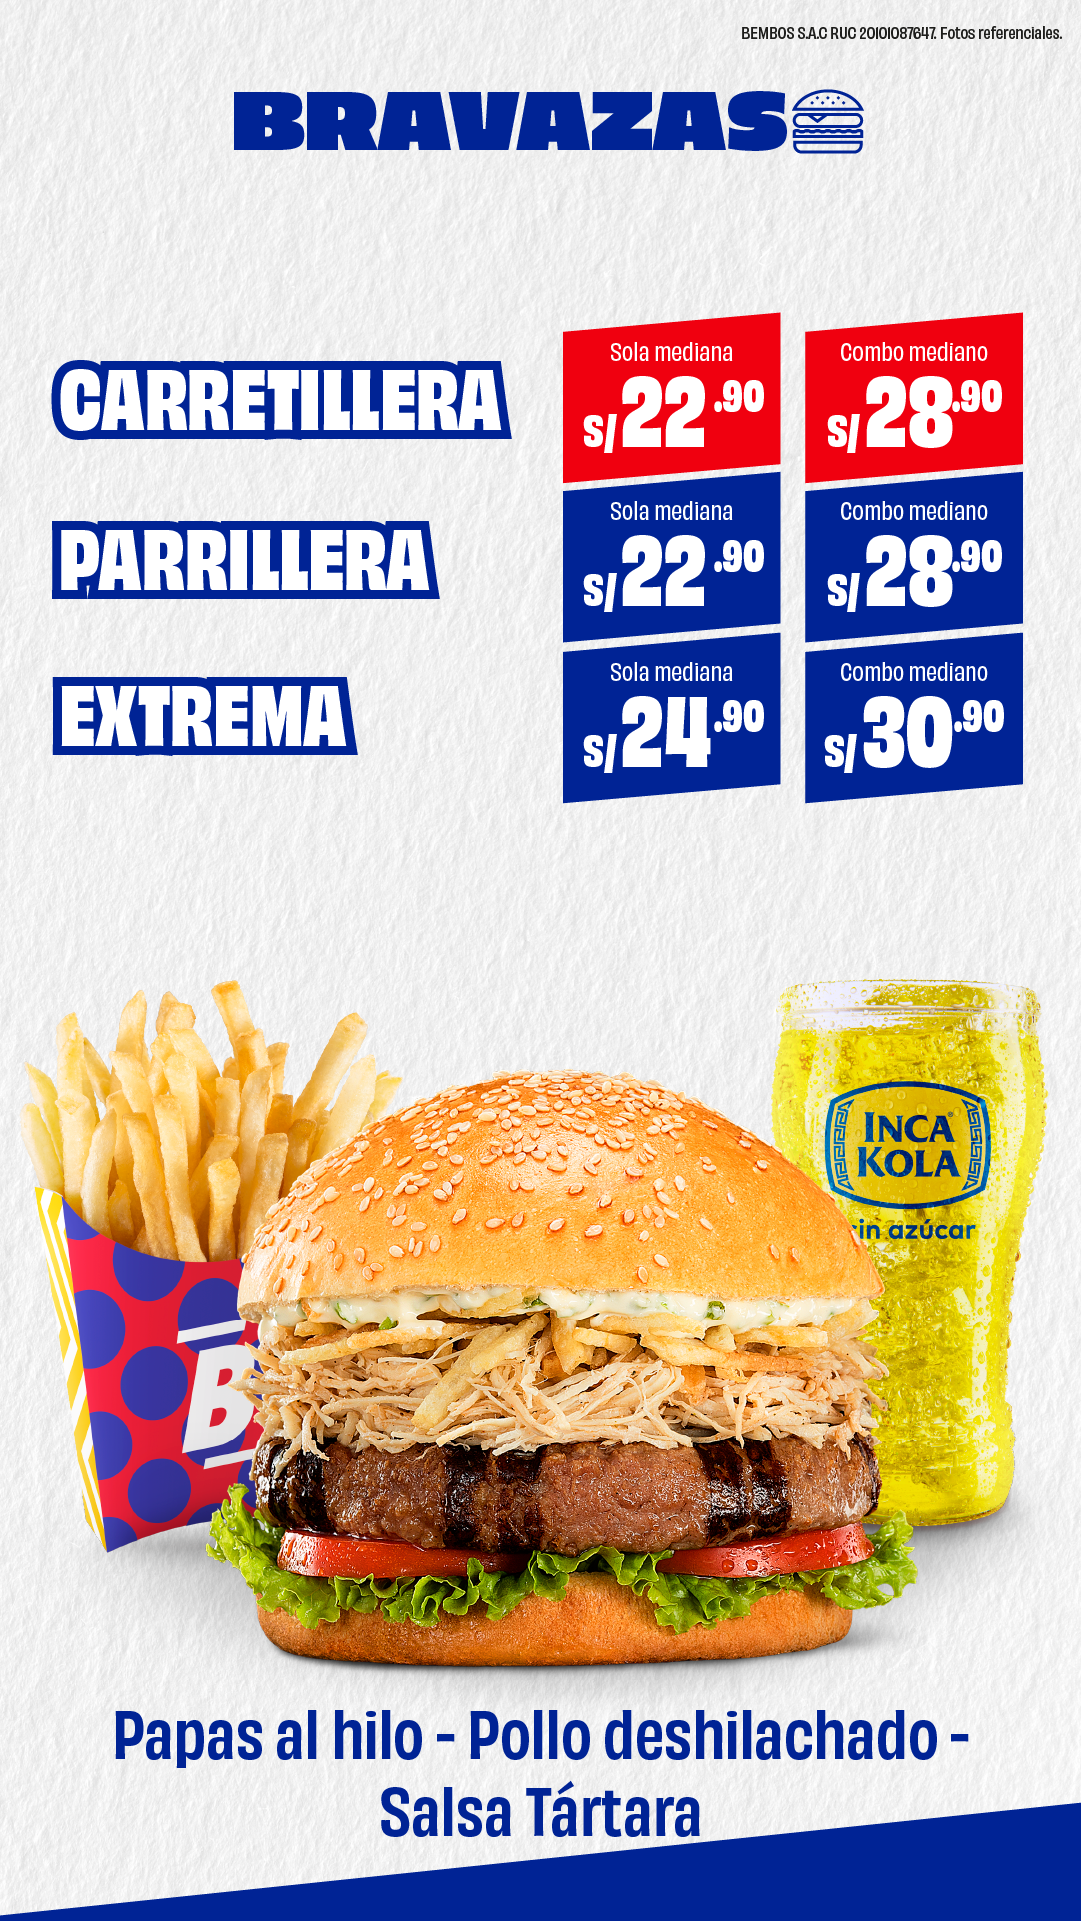 BEMBOS S.A.C RUC 20101087647. Fotos referenciales.
BRAVAZAS
CARRETILLERA
Sola mediana
S/22.90
Combo mediano
S/28.90
PARRILLERA
Sola mediana
S/22.90
Combo mediano
S/28.90
EXTREMA
Sola mediana
S/24.90
Combo mediano
S/30.90
INCA
KOLA
sin azúcar
B
Papas al hilo - Pollo deshilachado -
Salsa Tártara